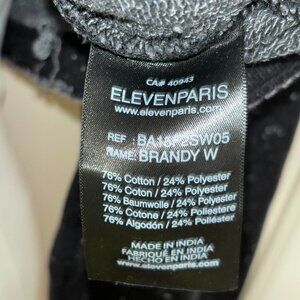 CA# 40943
ELEVENPARIS
www.elevenparis.com
REF : BA16F2SW05
NAME: BRANDY W
76% Cotton / 24% Polyester
76% Coton / 24% Polyester
76% Baumwolle / 24% Polyester
76% Cotone / 24% Poliestero
76% Algodón / 24% Poliéster
MADE IN INDIA
FABRIQUÉ EN INDIA
HECHO EN INDIA
www.elevenparis.com